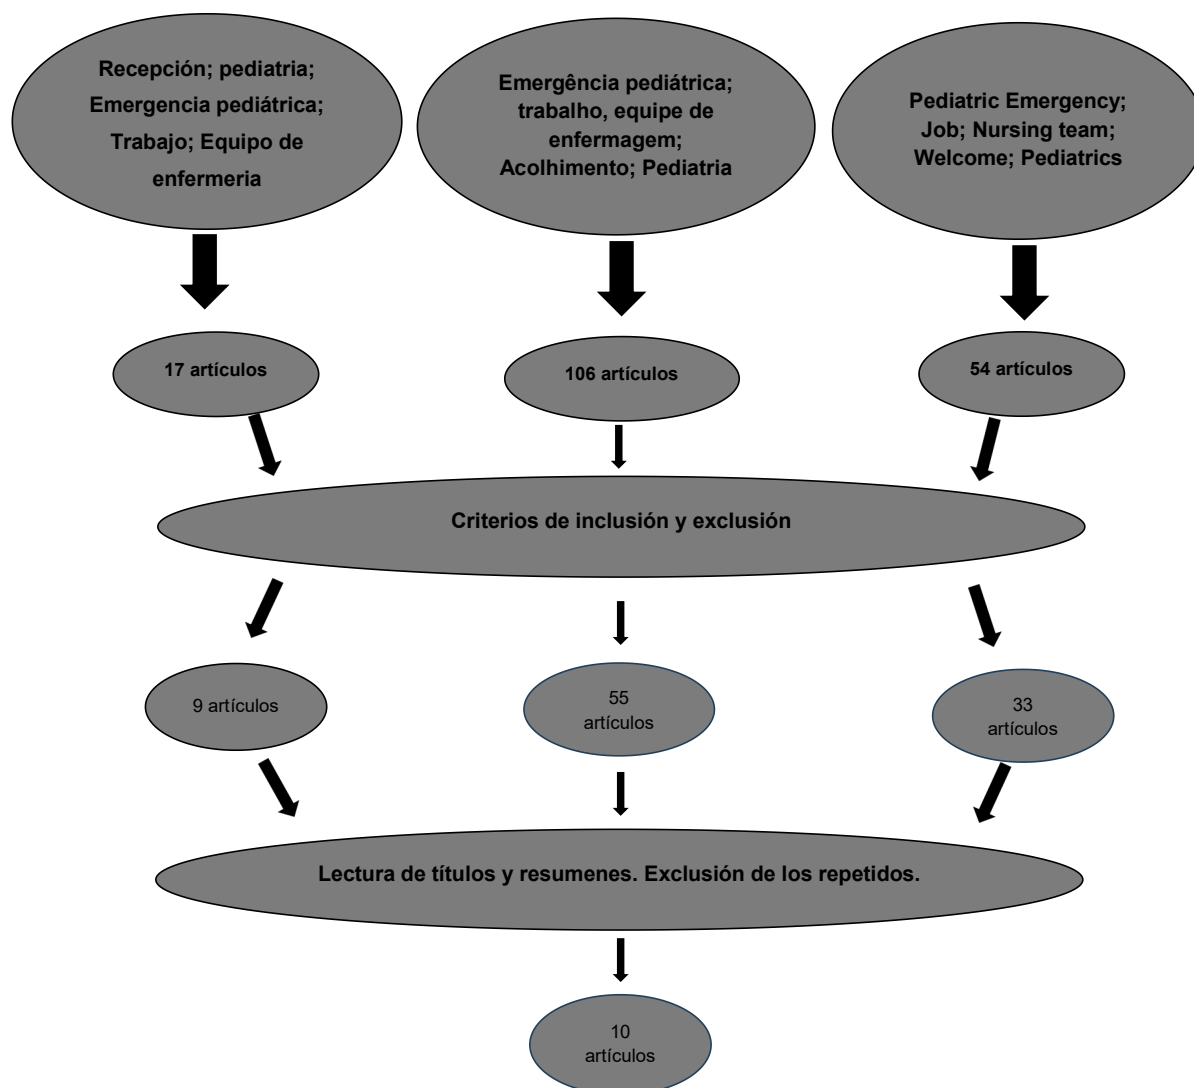 Recepción; pediatria;
Emergencia pediátrica;
Trabajo; Equipo de
enfermeria
Emergência pediátrica;
trabalho, equipe de
enfermagem;
Acolhimento; Pediatria
Pediatric Emergency;
Job; Nursing team;
Welcome; Pediatrics
17 artículos
106 artículos
54 artículos
Criterios de inclusión y exclusión
9 artículos
55
artículos
33
artículos
Lectura de títulos y resumenes. Exclusión de los repetidos.
10
artículos